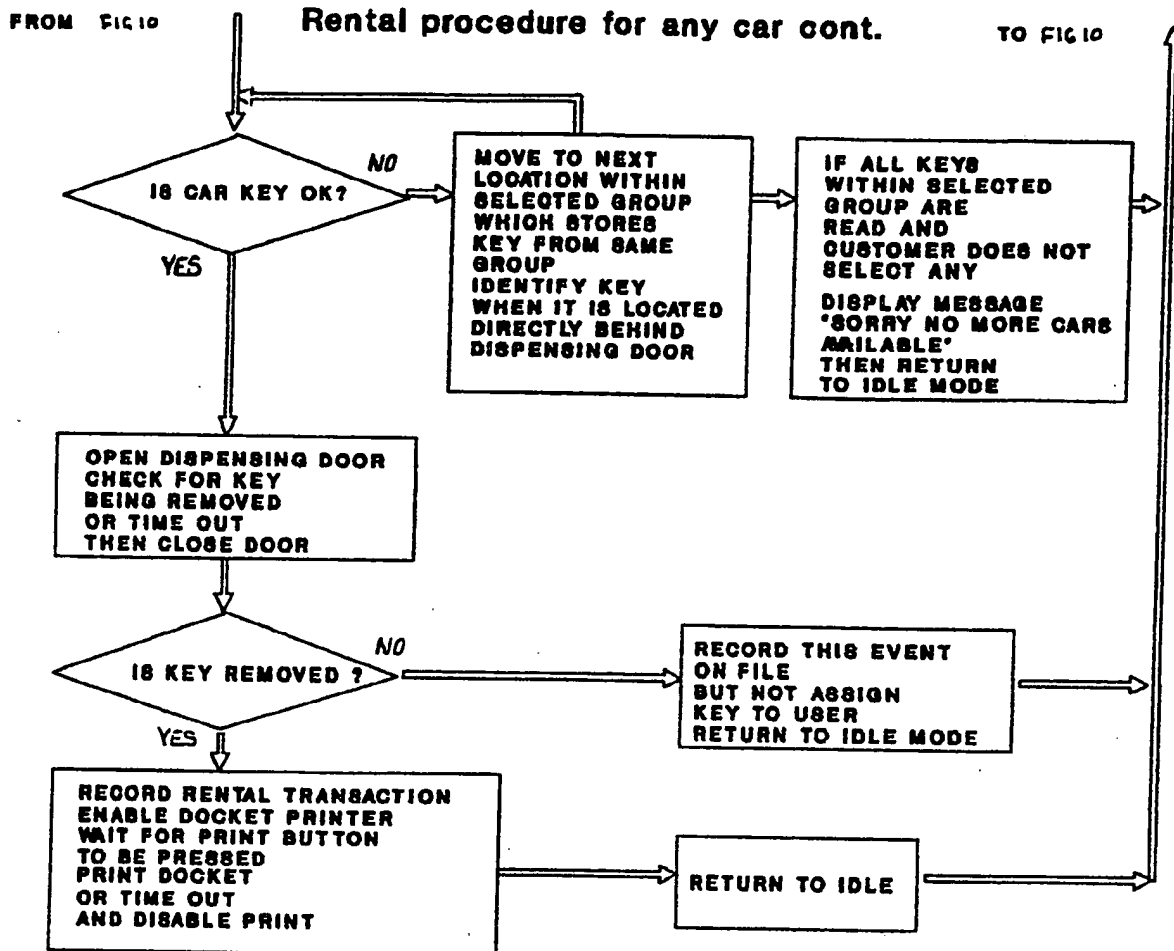 FROM FIG 10
Rental procedure for any car cont.
TO FIG 10
IS CAR KEY OK?
NO
YES
MOVE TO NEXT
LOCATION WITHIN
SELECTED GROUP
WHICH STORES
KEY FROM SAME
GROUP
IDENTIFY KEY
WHEN IT IS LOCATED
DIRECTLY BEHIND
DISPENSING DOOR
IF ALL KEYS
WITHIN SELECTED
GROUP ARE
READ AND
CUSTOMER DOES NOT
SELECT ANY
DISPLAY MESSAGE
"SORRY NO MORE CARS
AVAILABLE"
THEN RETURN
TO IDLE MODE
OPEN DISPENSING DOOR
CHECK FOR KEY
BEING REMOVED
OR TIME OUT
THEN CLOSE DOOR
IS KEY REMOVED ?
NO
YES
RECORD THIS EVENT
ON FILE
BUT NOT ASSIGN
KEY TO USER
RETURN TO IDLE MODE
RECORD RENTAL TRANSACTION
ENABLE DOCKET PRINTER
WAIT FOR PRINT BUTTON
TO BE PRESSED
PRINT DOCKET
OR TIME OUT
AND DISABLE PRINT
RETURN TO IDLE